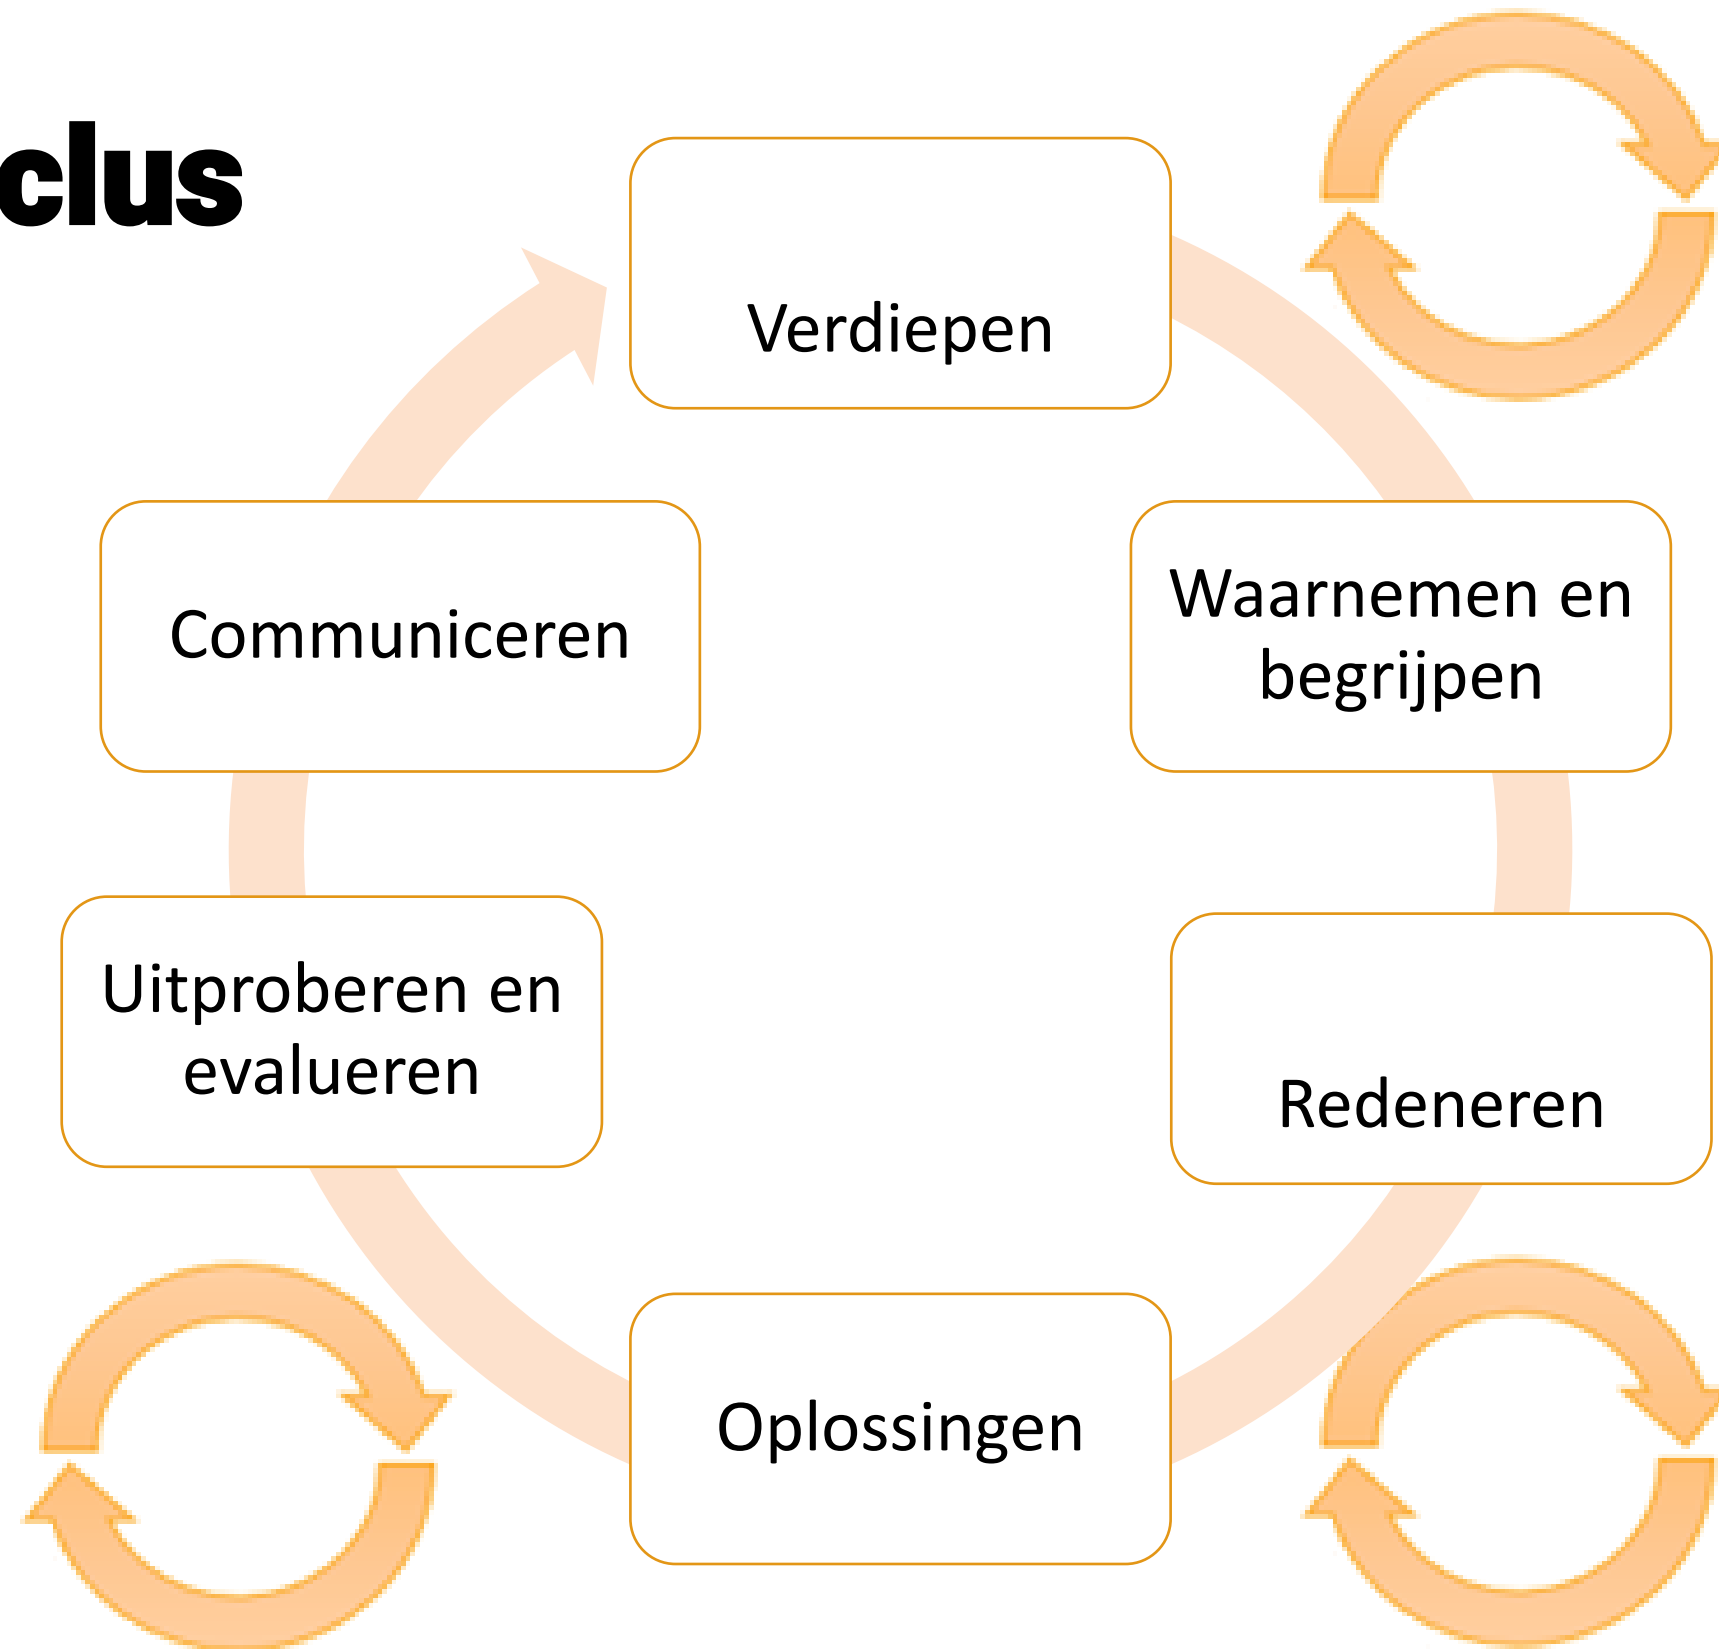 clus
Verdiepen
Waarnemen en
begrijpen
Redeneren
Oplossingen
Uitproberen en
evalueren
Communiceren